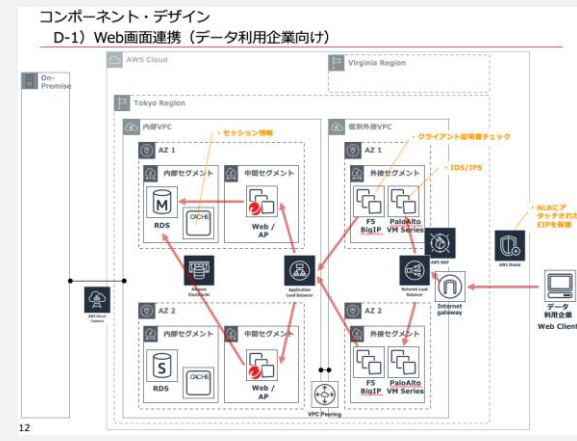 コンポーネント・デザイン
D-1）Web画面連携（データ利用企業向け）
AWS Cloud
Virginia Region
On-
Premise
Tokyo Region
内部VPC
・セッション情報
個別外接VPC
・クライアント証明書チェック
AZ 1
AZ 1
内部セグメント
中間セグメント
外接セグメント
・IDS/IPS
M
RDS
CACHE
Web /
AP
F5
BigIP
PaloAlto
VM Series
・NLBにア
タッチされた
EIPを保護
AWS WAF
AWS Shield
Amazon
ElastiCache
Application
Load Balancer
Network Load
Balancer
Internet
gateway
データ
利用企業
Web Client
AWS Direct
Connect
AZ 2
AZ 2
内部セグメント
中間セグメント
外接セグメント
S
RDS
CACHE
Web /
AP
F5
BigIP
PaloAlto
VM Series
VPC Peering
12